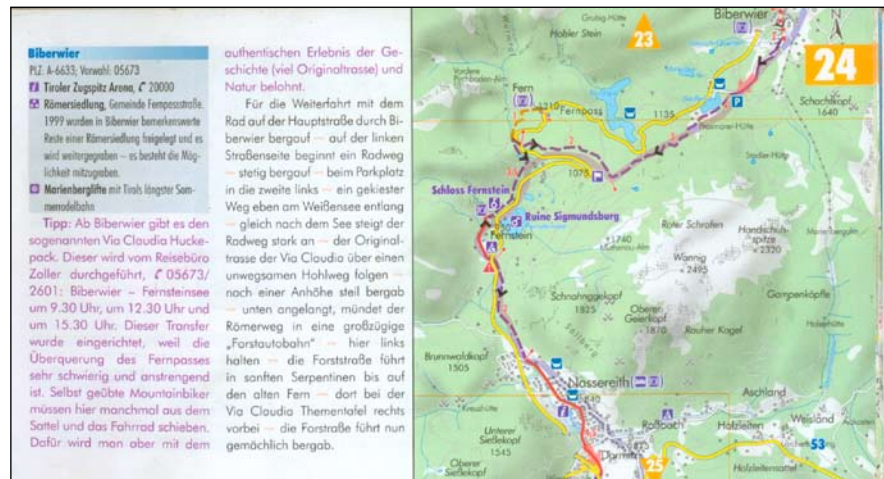 Biberwier
PLZ: A-6633; Vorwahl: 05673
Tiroler Zugspitz Arena, ✆ 20000
Römersiedlung, Gemeinde Fernpassstraße.
1999 wurden in Biberwier bemerkenswerte
Reste einer Römersiedlung freigelegt und es
wird weitergegraben – es besteht die Mög-
lichkeit mitzugraben.
Marienberglifte mit Tirols längster Som-
merrodelbahn
Tipp: Ab Biberwier gibt es den
sogenannten Via Claudia Hucke-
pack. Dieser wird vom Reisebüro
Zoller durchgeführt, ✆ 05673/
2601; Biberwier – Fernsteinsee
um 9.30 Uhr, um 12.30 Uhr und
um 15.30 Uhr. Dieser Transfer
wurde eingerichtet, weil die
Überquerung des Fernpasses
sehr schwierig und anstrengend
ist. Selbst geübte Mountainbiker
müssen hier manchmal aus dem
Sattel und das Fahrrad schieben.
Dafür wird man aber mit dem
authentischen Erlebnis der Ge-
schichte (viel Originaltrasse) und
Natur belohnt.
Für die Weiterfahrt mit dem
Rad auf der Hauptstraße durch Bi-
berwier bergauf ~ auf der linken
Straßenseite beginnt ein Radweg
~ stetig bergauf ~ beim Parkplatz
in die zweite links ~ ein gekiester
Weg eben am Weißensee entlang
~ gleich nach dem See steigt der
Radweg stark an ~ der Original-
trasse der Via Claudia über einen
unwegsamen Hohlweg folgen ~
nach einer Anhöhe steil bergab
~ unten angelangt, mündet der
Römerweg in eine großzügige
„Forstautobahn" ~ hier links
halten ~ die Forststraße führt
in sanften Serpentinen bis auf
den alten Fern ~ dort bei der
Via Claudia Thementafel rechts
vorbei ~ die Forstraße führt nun
gemächlich bergab.
Grubig-Hütte
Biberwier
N
23
Hobler Stein
24
Fern
1210
Fernpass
1135
P
Schachtkopf
1640
1075
Schloss Fernstein
Ruine Sigmundsburg
Fernstein
1740
Roter Schrofen
Handschuh-
spitze
2320
Wannig
2495
Schnahnggekopf
1825
Oberer
Geierkopf
1870
Rauher Kogel
Gampenköpfle
Brunnwaldkopf
1505
Nassereith
840
Aschland
Roßbach
Holzleiten
Weisland
53
Unterer
Sießelkopf
1545
Oberer
Sießelkopf
Dormitz
25
Holzleitensattel